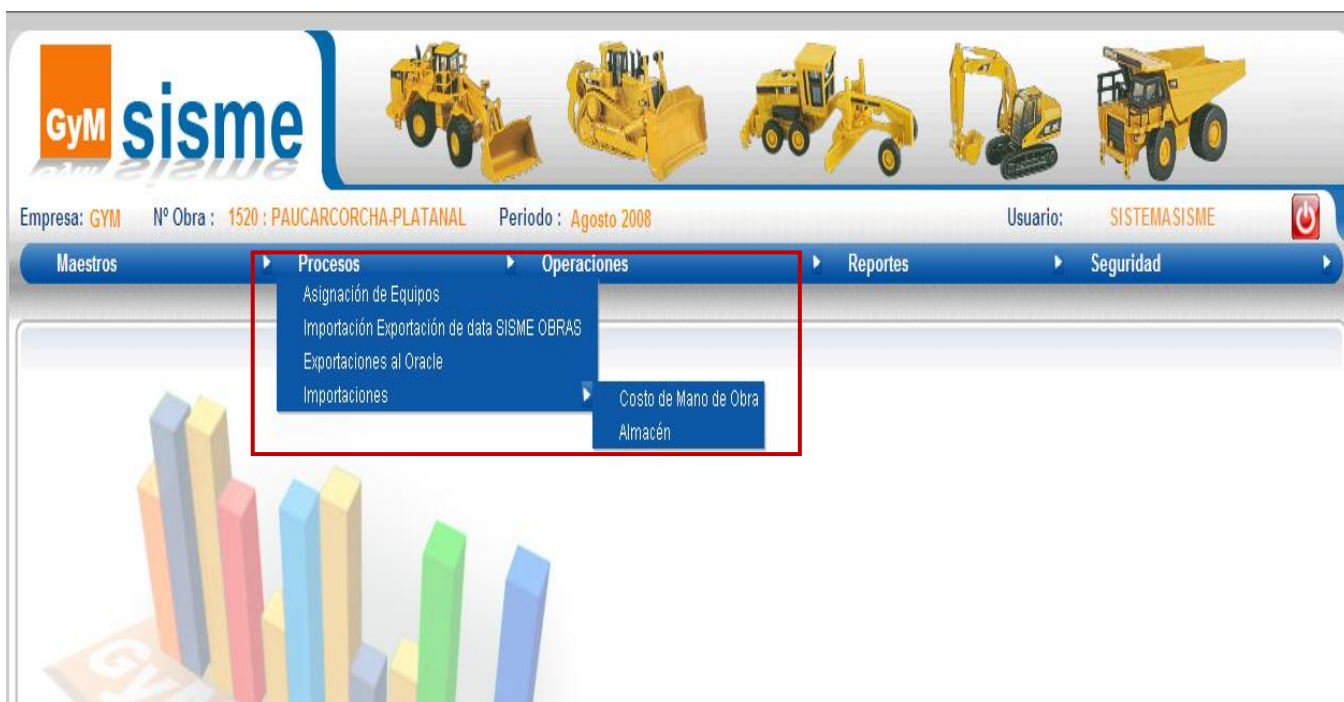 GyM sisme
Empresa: GYM Nº Obra : 1520 : PAUCARCORCHA-PLATANAL Periodo : Agosto 2008 Usuario: SISTEMASISME
Maestros Procesos Operaciones Reportes Seguridad
Asignación de Equipos
Importación Exportación de data SISME OBRAS
Exportaciones al Oracle
Importaciones
Costo de Mano de Obra
Almacén
GyM